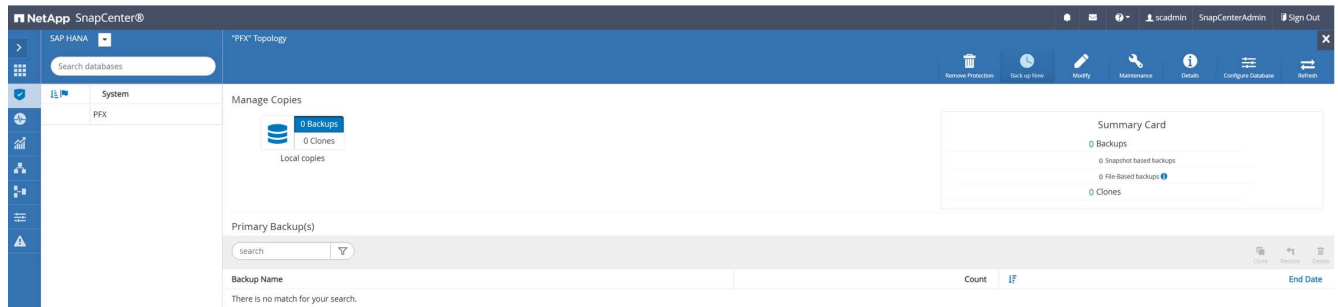 NetApp SnapCenter®
scadmin SnapCenterAdmin Sign Out
SAP HANA
"PFX" Topology
Search databases
Remove Protection Back up Now Modify Maintenance Details Configure Database Refresh
System
PFX
Manage Copies
0 Backups
0 Clones
Local copies
Summary Card
0 Backups
0 Snapshot based backups
0 File-Based backups
0 Clones
Primary Backup(s)
search
Clone Restore Delete
Backup Name Count End Date
There is no match for your search.